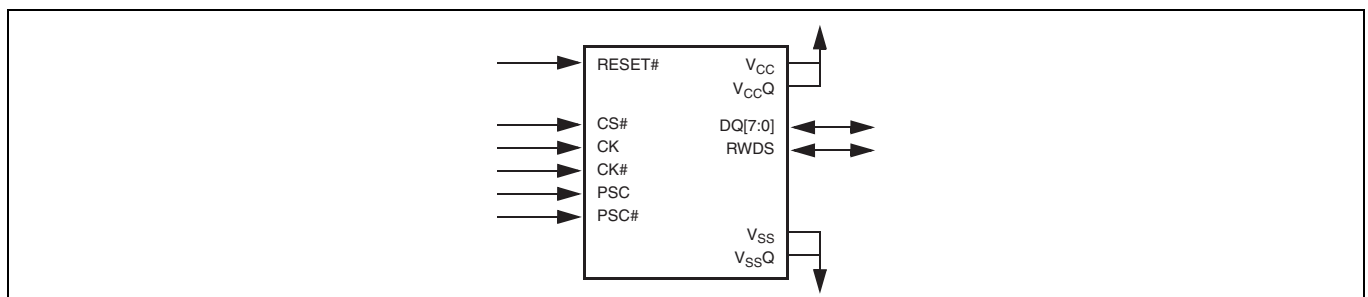 RESET#
CS#
CK
CK#
PSC
PSC#
VCC
VCCQ
DQ[7:0]
RWDS
VSS
VSSQ